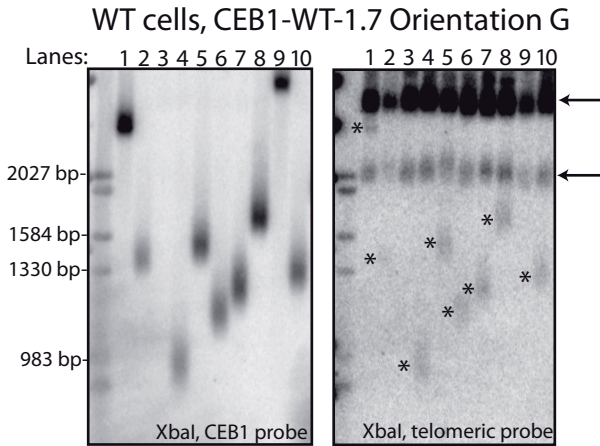 WT cells, CEB1-WT-1.7 Orientation G
Lanes: 1 2 3 4 5 6 7 8 9 10
1 2 3 4 5 6 7 8 9 10
2027 bp-
1584 bp-
1330 bp-
983 bp-
*
*
*
*
*
*
*
*
XbaI, CEB1 probe
XbaI, telomeric probe